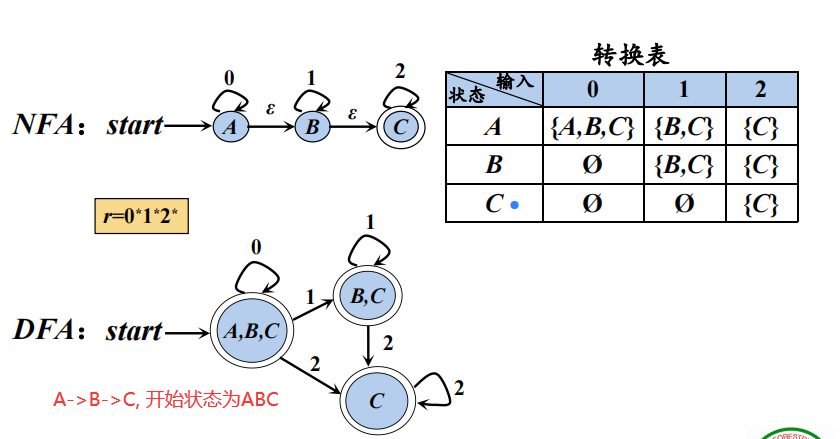 转换表
NFA: start
0
1
2
A
ε
B
ε
C
输入
状态
0 1 2
A {A,B,C} {B,C} {C}
B Ø {B,C} {C}
C Ø Ø {C}
r=0*1*2*
DFA: start
0
1
A,B,C
1
B,C
2
2
C
2
A->B->C, 开始状态为ABC